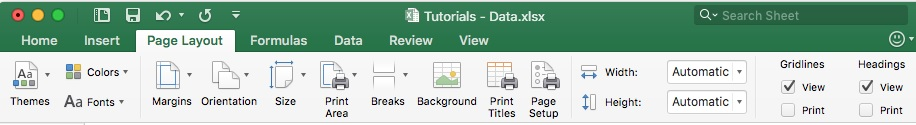 Tutorials - Data.xlsx
Search Sheet
Home Insert Page Layout Formulas Data Review View
Aa Colors Width: Automatic Gridlines Headings
View View
Themes Aa Fonts Margins Orientation Size Print Area Breaks Background Print Titles Page Setup Height: Automatic Print Print